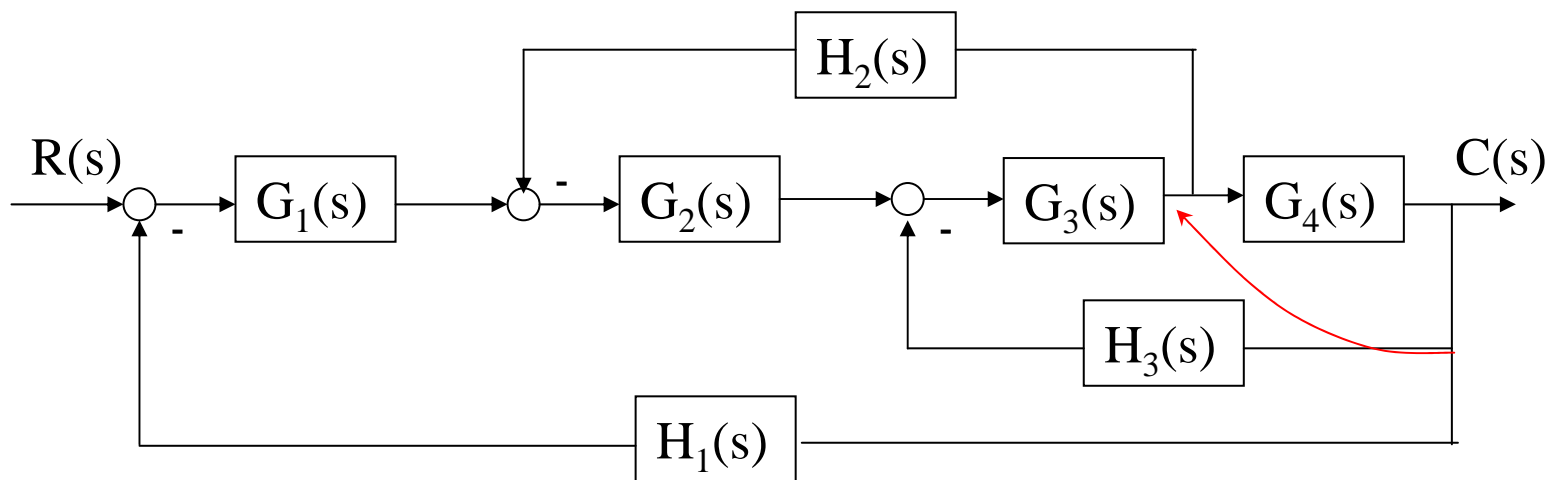 H₂(s)
R(s)
C(s)
-
G₁(s)
G₂(s)
G₃(s)
G₄(s)
-
-
H₃(s)
H₁(s)